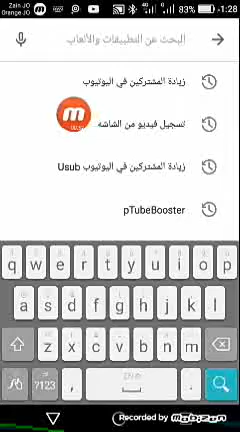 Zain JO
Orange JO
83% 1:28
البحث عن التطبيقات والألعاب
زيادة المشتركين في اليوتيوب
تسجيل فيديو من الشاشه
زيادة المشتركين في اليوتيوب Usub
pTubeBooster
q w e r t y u i o p
a s d f g h j k l
z x c v b n m
?123 , .
Recorded by Mobizen